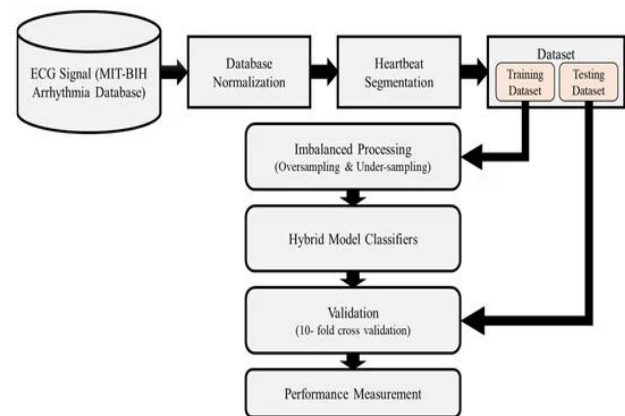 ECG Signal (MIT-BIH
Arrhythmia Database)
Database
Normalization
Heartbeat
Segmentation
Dataset
Training
Dataset
Testing
Dataset
Imbalanced Processing
(Oversampling & Under-sampling)
Hybrid Model Classifiers
Validation
(10- fold cross validation)
Performance Measurement